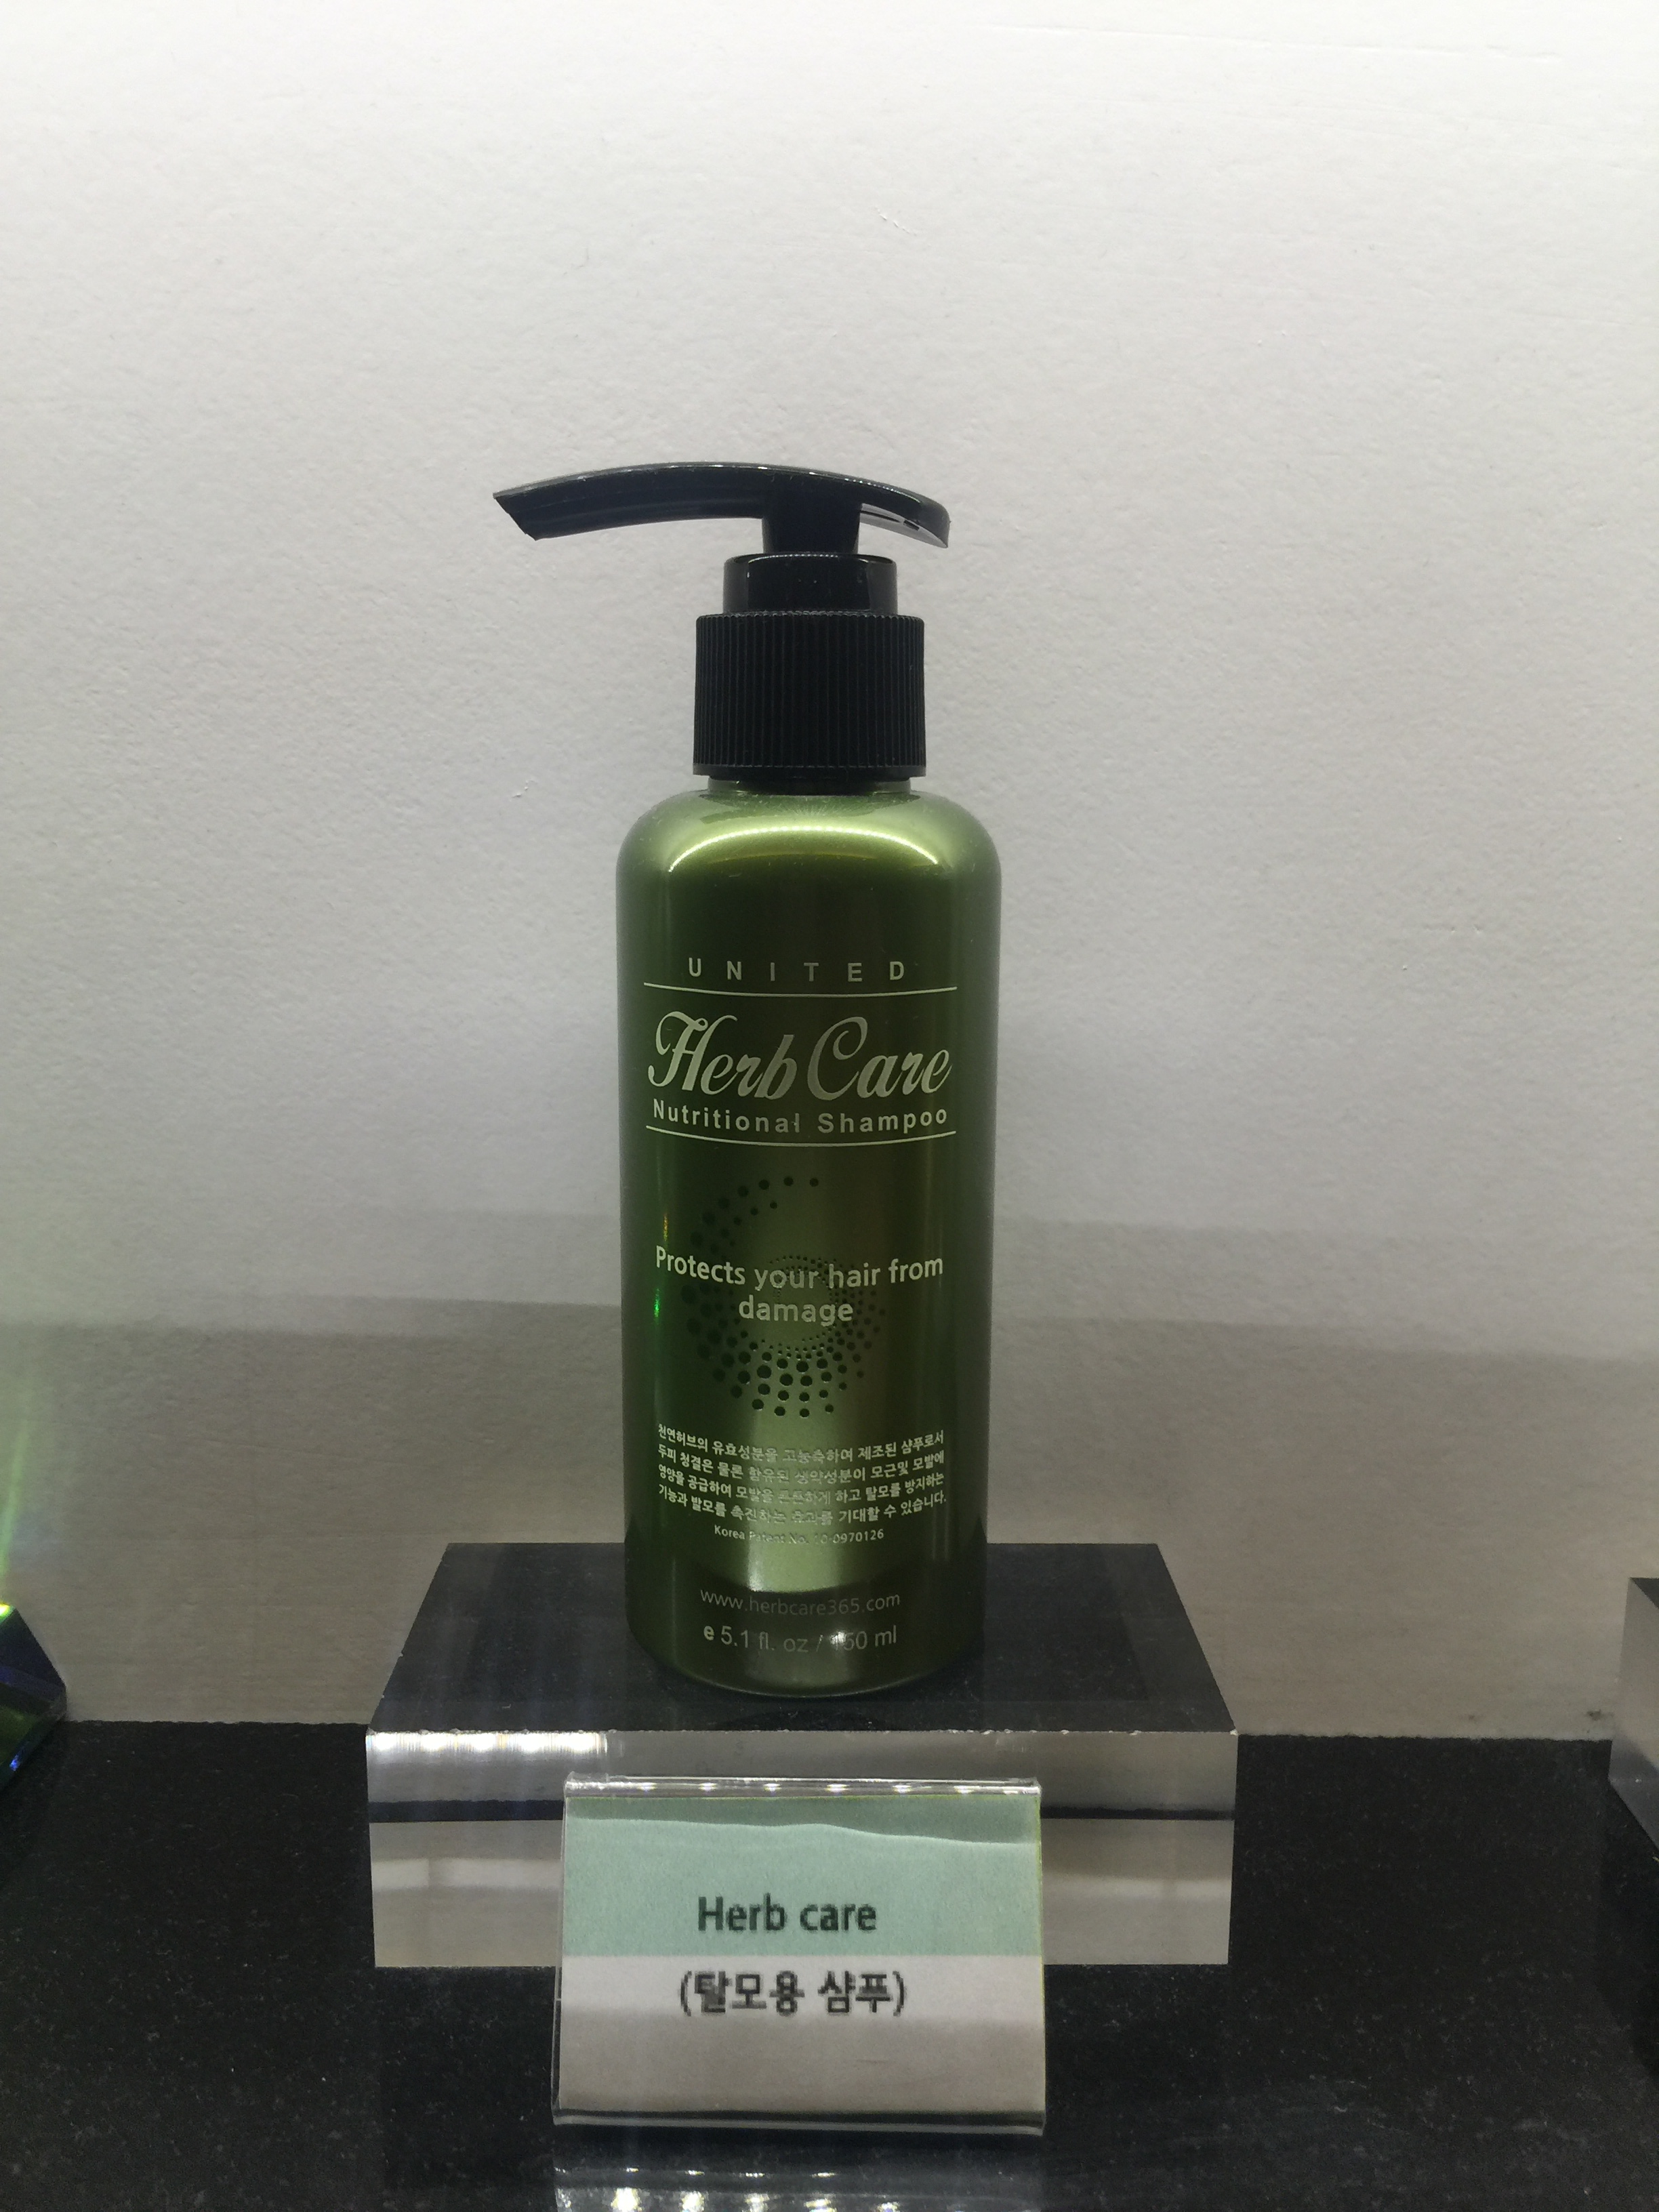 UNITED
Herb Care
Nutritional Shampoo
Protects your hair from
damage
천연허브의 유효성분을 고농축하여 제조된 샴푸로서
두피 청결은 물론 함유된 생약성분이 모근및 모발에
영양을 공급하여 모발을 튼튼하게 하고 탈모를 방지하는
기능과 발모를 촉진하는 효과를 기대할 수 있습니다.
Korea Patent No. 10-0970126
www.herbcare365.com
e 5.1 fl. oz / 150 ml
Herb care
(탈모용 샴푸)